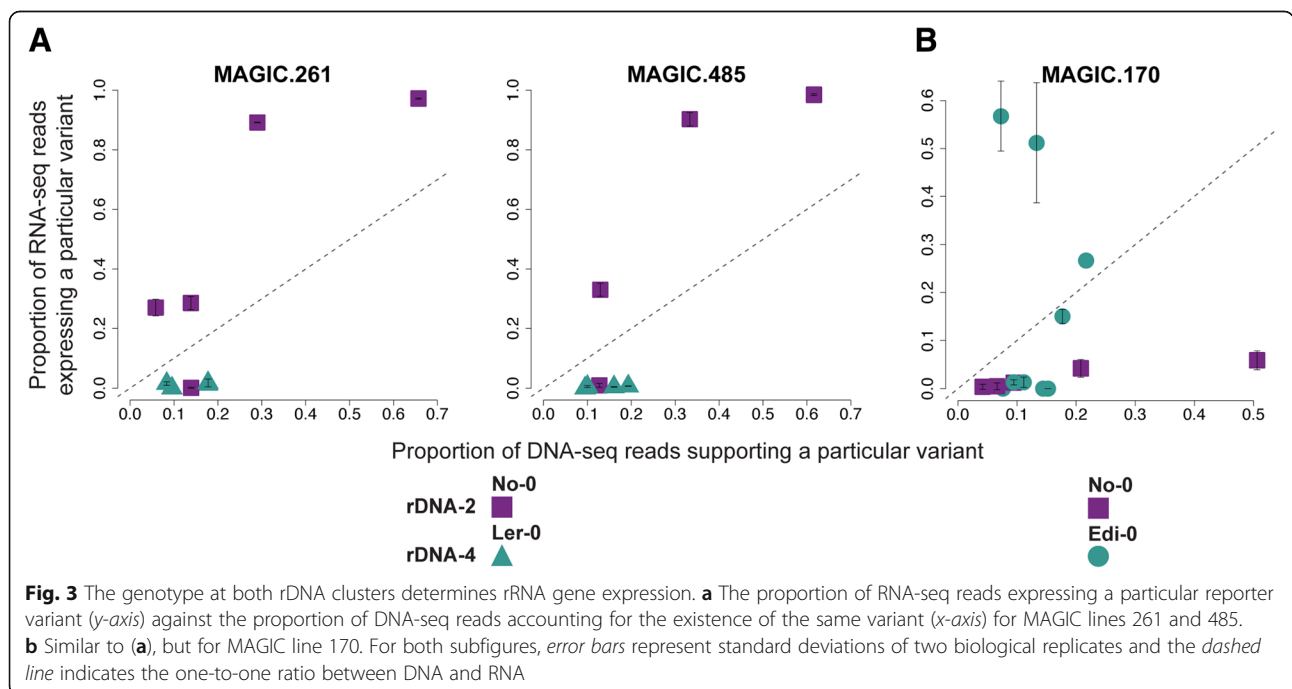 A
B
MAGIC.261
MAGIC.485
MAGIC.170
Proportion of RNA-seq reads
expressing a particular variant
0.0 0.2 0.4 0.6 0.8 1.0
0.0 0.1 0.2 0.3 0.4 0.5 0.6 0.7
0.0 0.2 0.4 0.6 0.8 1.0
0.0 0.1 0.2 0.3 0.4 0.5 0.6 0.7
0.0 0.1 0.2 0.3 0.4 0.5 0.6
0.0 0.1 0.2 0.3 0.4 0.5
Proportion of DNA-seq reads supporting a particular variant
No-0
rDNA-2
Ler-0
rDNA-4
No-0
Edi-0
Fig. 3 The genotype at both rDNA clusters determines rRNA gene expression. a The proportion of RNA-seq reads expressing a particular reporter
variant (y-axis) against the proportion of DNA-seq reads accounting for the existence of the same variant (x-axis) for MAGIC lines 261 and 485.
b Similar to (a), but for MAGIC line 170. For both subfigures, error bars represent standard deviations of two biological replicates and the dashed
line indicates the one-to-one ratio between DNA and RNA